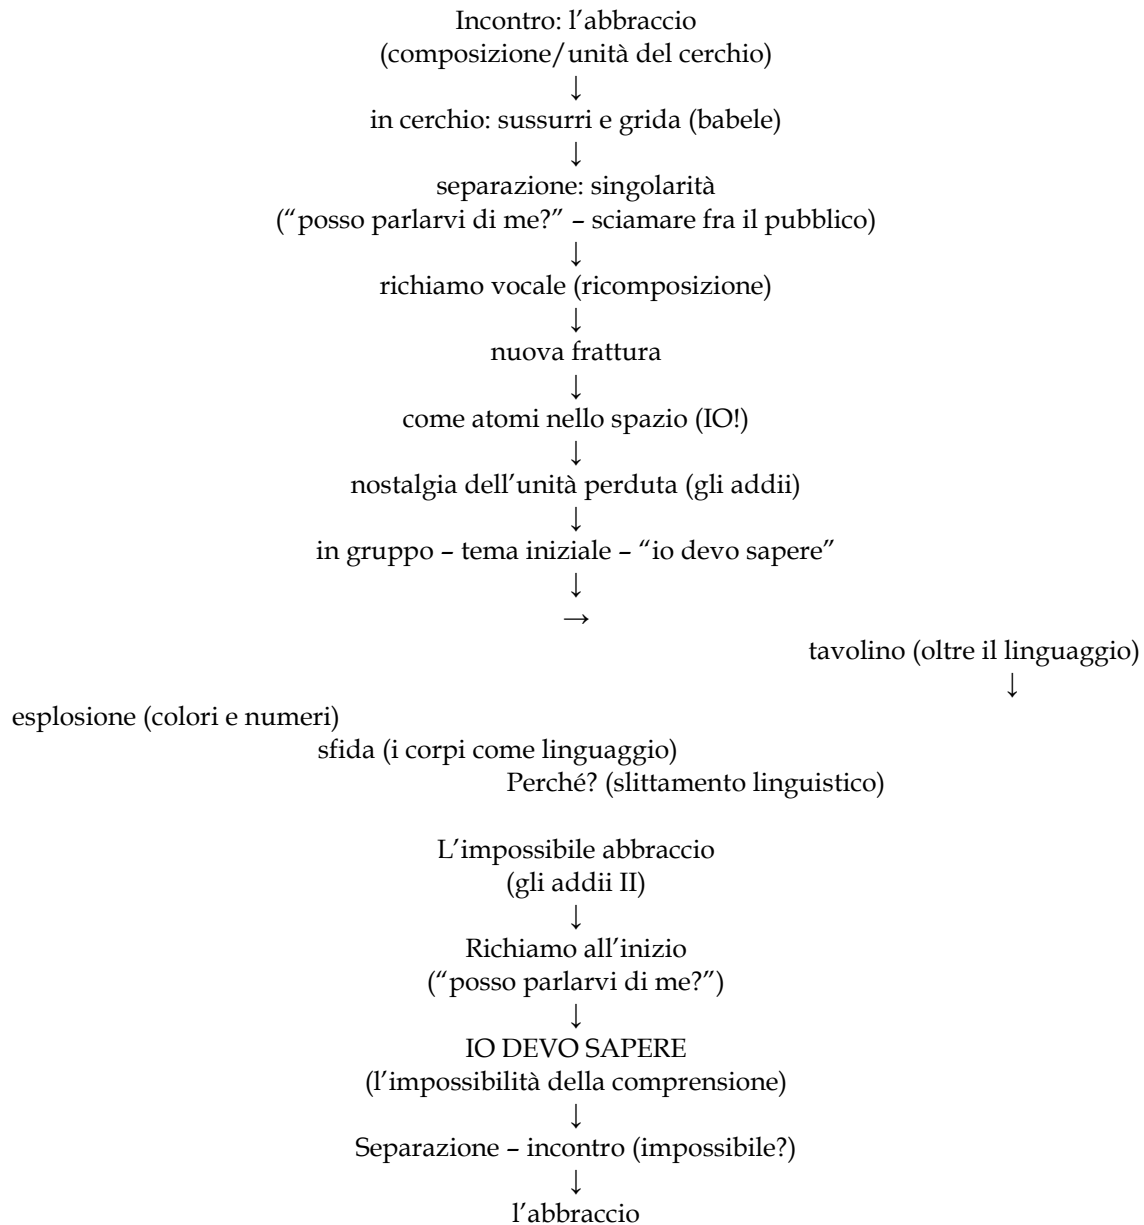 Incontro: l’abbraccio
(composizione/unità del cerchio)
↓
in cerchio: sussurri e grida (babele)
↓
separazione: singolarità
(“posso parlarvi di me?” – sciamare fra il pubblico)
↓
richiamo vocale (ricomposizione)
↓
nuova frattura
↓
come atomi nello spazio (IO!)
↓
nostalgia dell’unità perduta (gli addii)
↓
in gruppo – tema iniziale – “io devo sapere”
↓
→
tavolino (oltre il linguaggio)
↓
esplosione (colori e numeri)
sfida (i corpi come linguaggio)
Perché? (slittamento linguistico)
L’impossibile abbraccio
(gli addii II)
↓
Richiamo all’inizio
(“posso parlarvi di me?”)
↓
IO DEVO SAPERE
(l’impossibilità della comprensione)
↓
Separazione – incontro (impossibile?)
↓
l’abbraccio